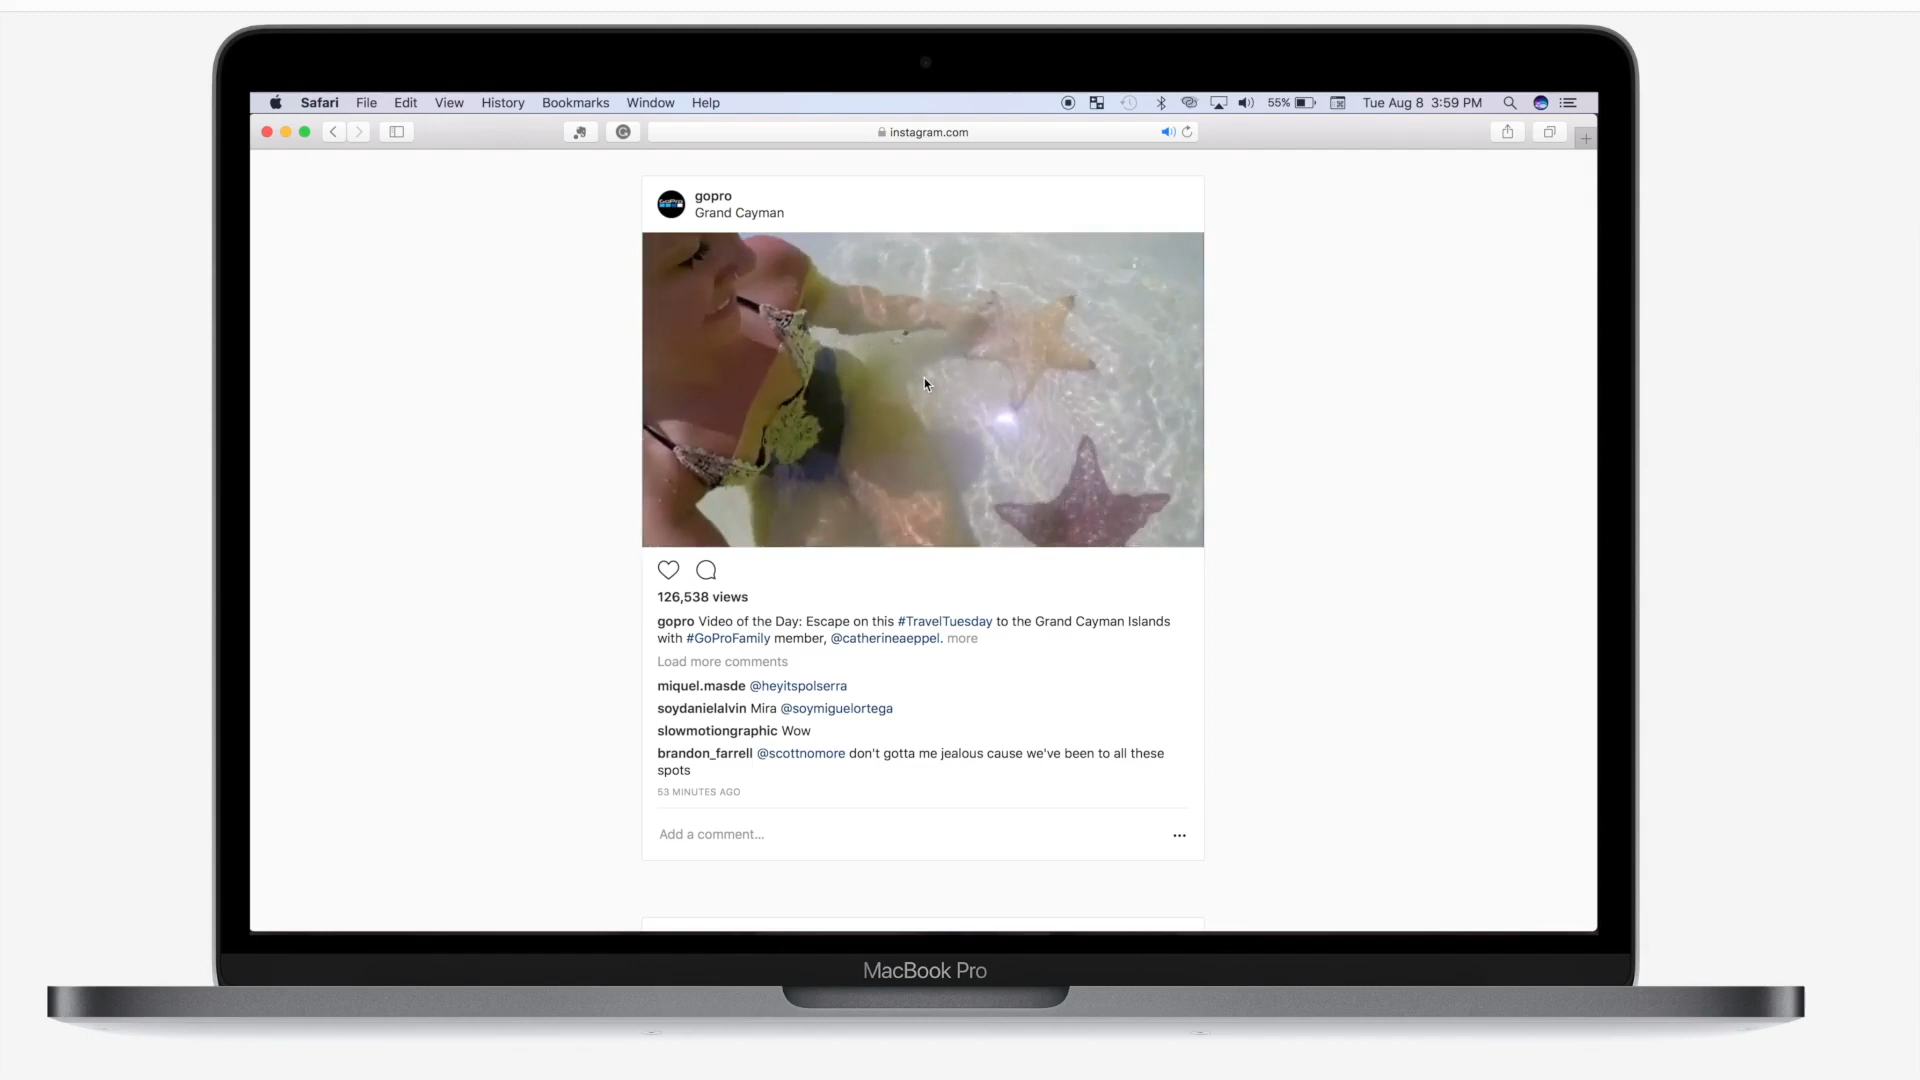 Safari File Edit View History Bookmarks Window Help 55% Tue Aug 8 3:59 PM
instagram.com
gopro
Grand Cayman
GoPro
126,538 views
gopro Video of the Day: Escape on this #TravelTuesday to the Grand Cayman Islands
with #GoProFamily member, @catherineaeppel. more
Load more comments
miquel.masde @heyitspolserra
soydanielalvin Mira @soymiguelortega
slowmotiongraphic Wow
brandon_farrell @scottnomore don't gotta me jealous cause we've been to all these
spots
53 MINUTES AGO
Add a comment...
MacBook Pro